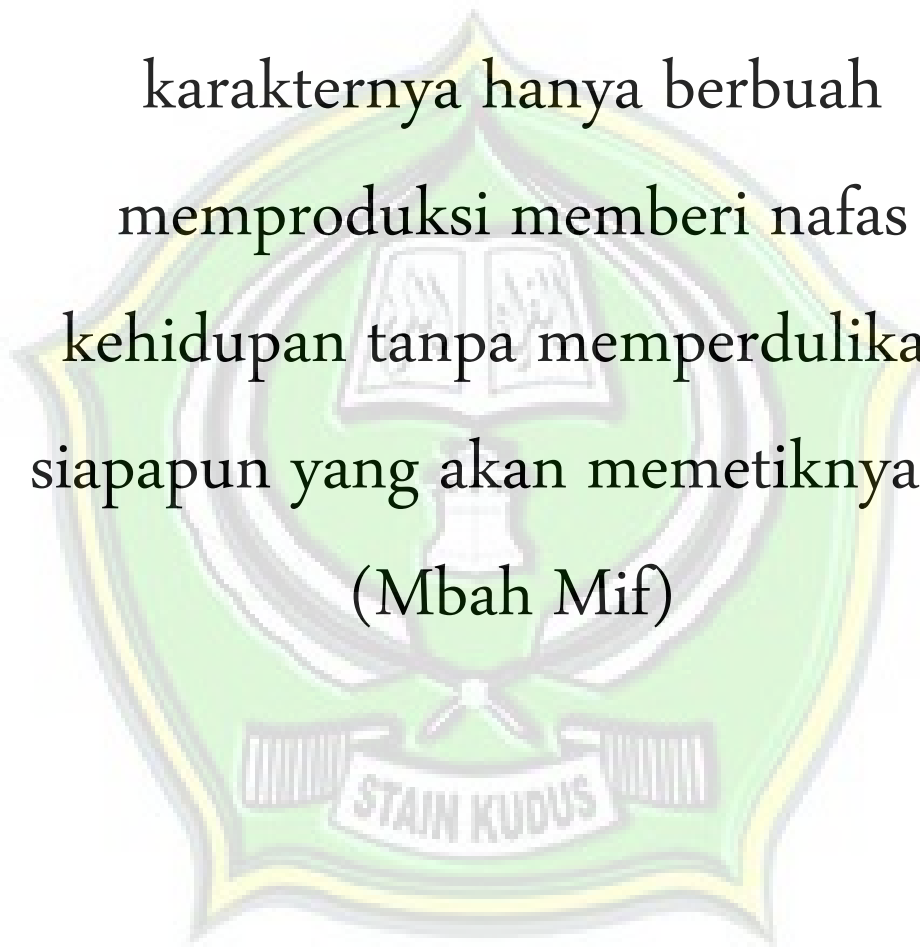 karakternya hanya berbuah
memproduksi memberi nafas
kehidupan tanpa memperdulika
siapapun yang akan memetiknya
(Mbah Mif)
STAIN KUDUS